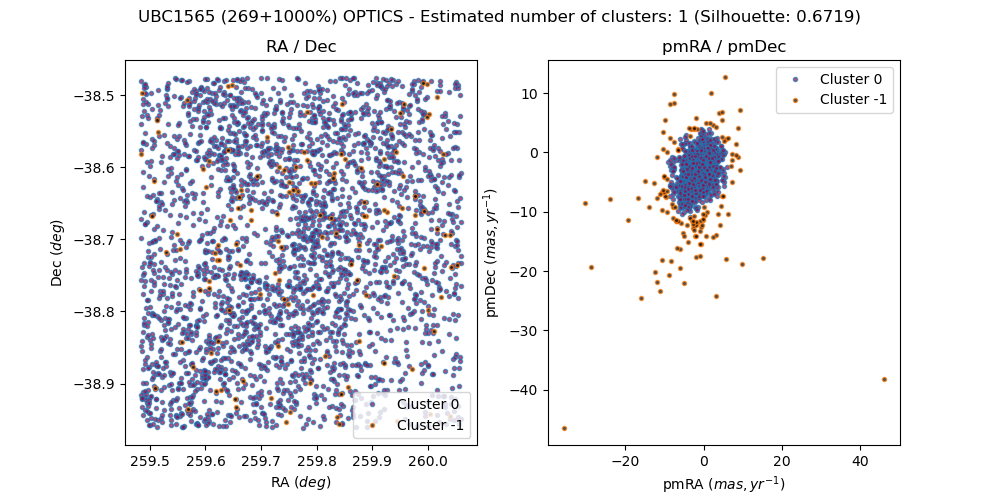 UBC1565 (269+1000%) OPTICS - Estimated number of clusters: 1 (Silhouette: 0.6719)
RA / Dec
−38.5
−38.6
−38.7
−38.8
−38.9
Dec (deg)
259.5 259.6 259.7 259.8 259.9 260.0
RA (deg)
Cluster 0
Cluster -1
pmRA / pmDec
10
0
−10
−20
−30
−40
pmDec (mas, yr⁻¹)
−20 0 20 40
pmRA (mas, yr⁻¹)
Cluster 0
Cluster -1